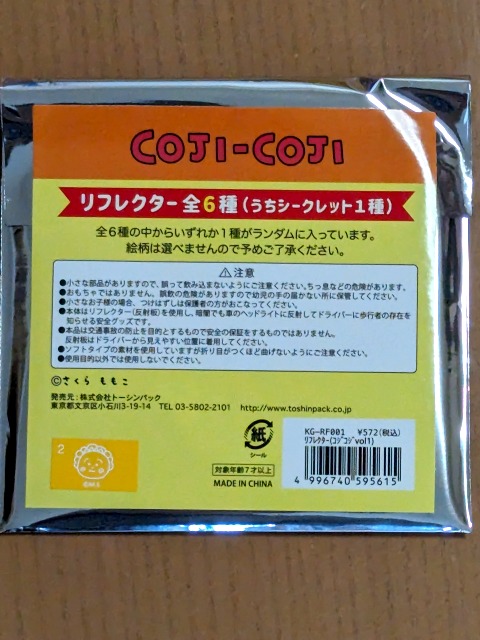 COJI-COJI
リフレクター全6種(うちシークレット1種)
全6種の中からいずれか1種がランダムに入っています。
絵柄は選べませんので予めご了承ください。
⚠注意
●小さな部品がありますので、誤って飲み込まないようにご注意ください。ちっ息などの危険があります。
●おもちゃではありません。誤飲の危険がありますので幼児の手の届かない所に保管してください。
●小さなお子様の場合、つけはずしは保護者の方がおこなってください。
●本体はリフレクター(反射板)を使用し、暗闇でも車のヘッドライトに反射してドライバーに歩行者の存在を
知らせる安全グッズです。
●本品は交通事故の防止を目的とするもので安全の保証をするものではありません。
反射板はドライバーから見えやすい位置に着用してください。
●ソフトタイプの素材を使用していますが折り目がつくほど曲げないようにご注意ください。
●使用目的以外では使用しないでください。
©さくら ももこ
発売元:株式会社トーシンパック
東京都文京区小石川3-19-14 TEL 03-5802-2101 http://www.toshinpack.co.jp
2
紙
シール
対象年齢7才以上
MADE IN CHINA
KG-RF001 ¥572(税込)
リフレクター(コジコジvol1)
4 996740 595615